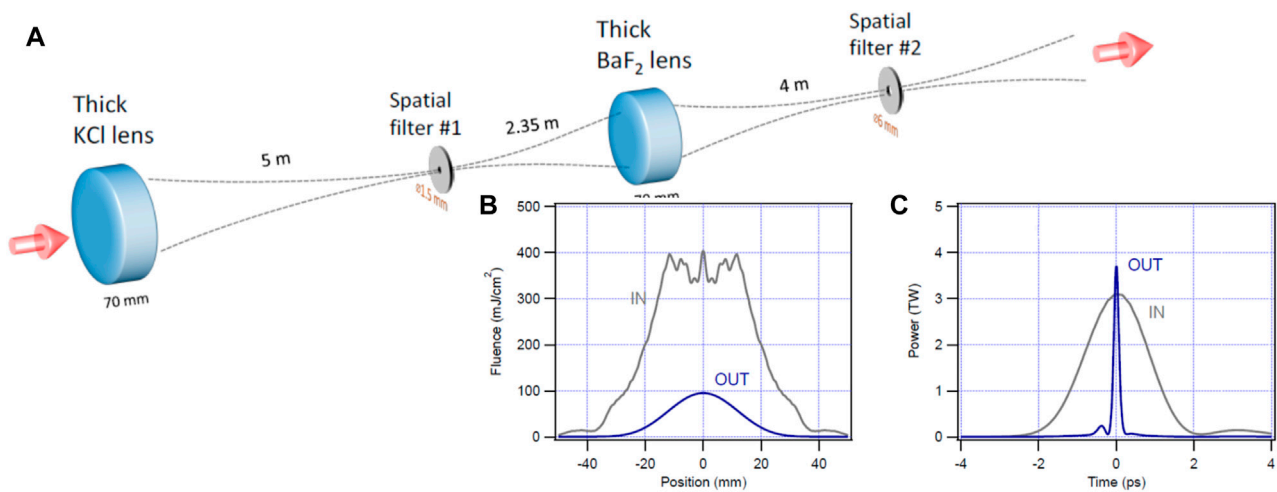 A
Thick
KCl lens
70 mm
5 m
Spatial
filter #1
ø1.5 mm
2.35 m
Thick
BaF2 lens
4 m
Spatial
filter #2
ø6 mm
B
500
400
300
200
100
0
Fluence (mJ/cm2)
IN
OUT
-40
-20
0
20
40
Position (mm)
C
5
4
3
2
1
0
Power (TW)
OUT
IN
-4
-2
0
2
4
Time (ps)